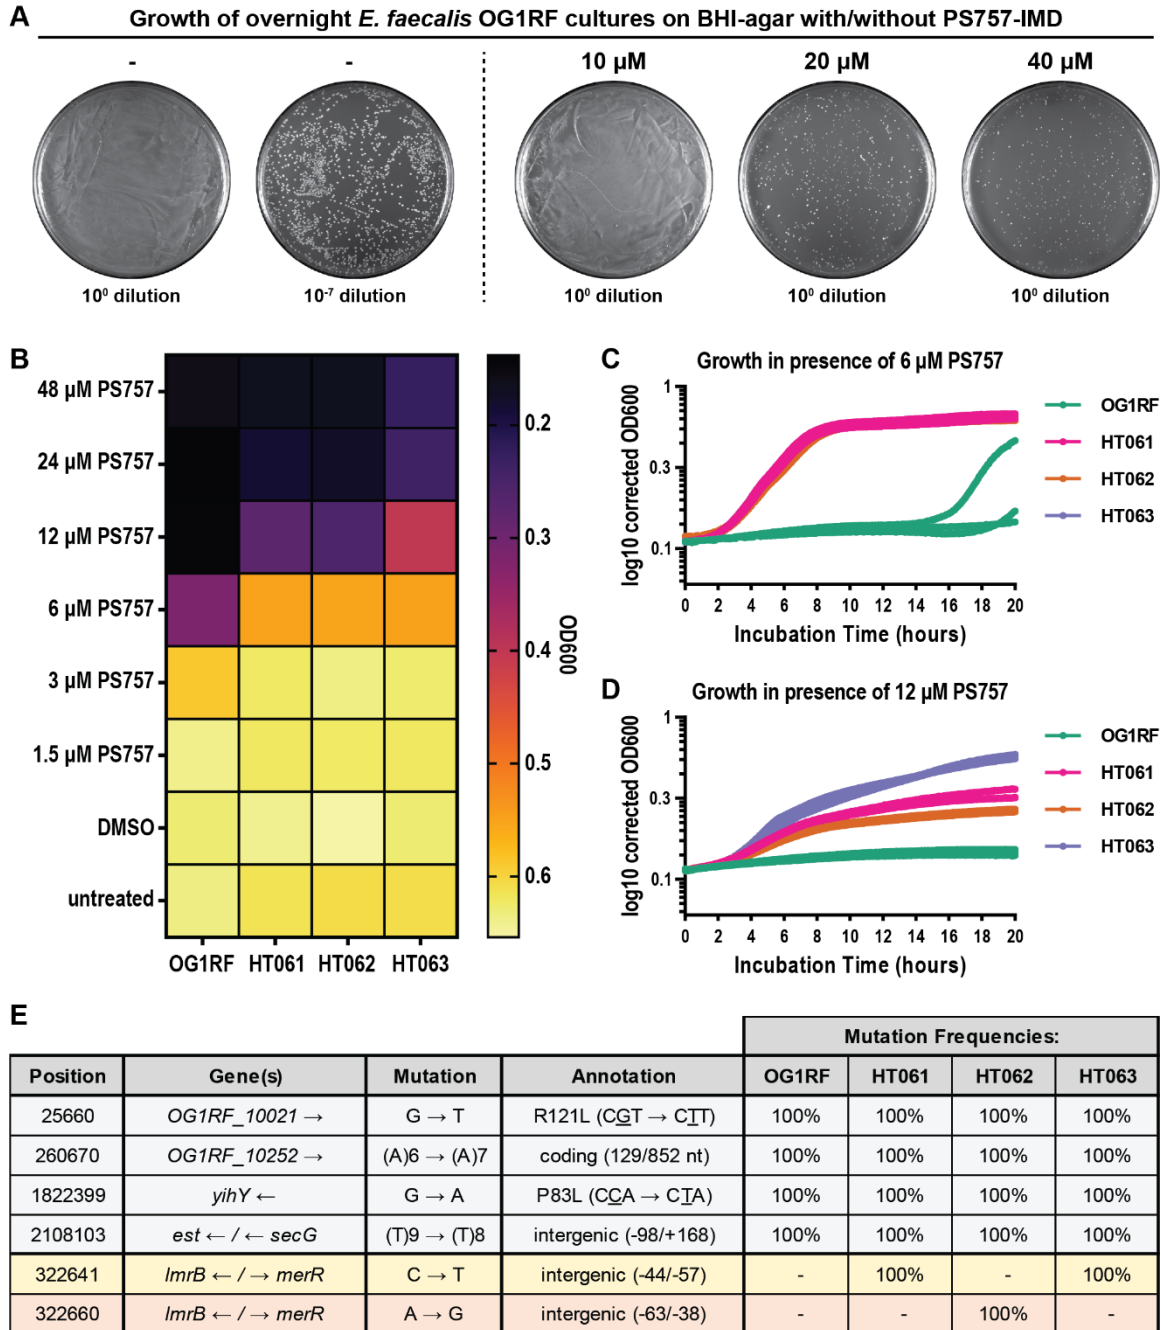 A
Growth of overnight E. faecalis OG1RF cultures on BHI-agar with/without PS757-IMD
- - 10 µM 20 µM 40 µM
10⁰ dilution 10⁻⁷ dilution 10⁰ dilution 10⁰ dilution 10⁰ dilution
B
48 µM PS757
24 µM PS757
12 µM PS757
6 µM PS757
3 µM PS757
1.5 µM PS757
DMSO
untreated
OG1RF HT061 HT062 HT063
0.2
0.3
0.4
0.5
0.6
OD600
C
Growth in presence of 6 µM PS757
1
0.3
0.1
log10 corrected OD600
0 2 4 6 8 10 12 14 16 18 20
Incubation Time (hours)
OG1RF
HT061
HT062
HT063
D
Growth in presence of 12 µM PS757
1
0.3
0.1
log10 corrected OD600
0 2 4 6 8 10 12 14 16 18 20
Incubation Time (hours)
OG1RF
HT061
HT062
HT063
E
Mutation Frequencies:
Position Gene(s) Mutation Annotation OG1RF HT061 HT062 HT063
25660 OG1RF_10021 → G → T R121L (CGT → CTT) 100% 100% 100% 100%
260670 OG1RF_10252 → (A)6 → (A)7 coding (129/852 nt) 100% 100% 100% 100%
1822399 yihY ← G → A P83L (CCA → CTA) 100% 100% 100% 100%
2108103 est ← / ← secG (T)9 → (T)8 intergenic (-98/+168) 100% 100% 100% 100%
322641 lmrB ← / → merR C → T intergenic (-44/-57) - 100% - 100%
322660 lmrB ← / → merR A → G intergenic (-63/-38) - - 100% -